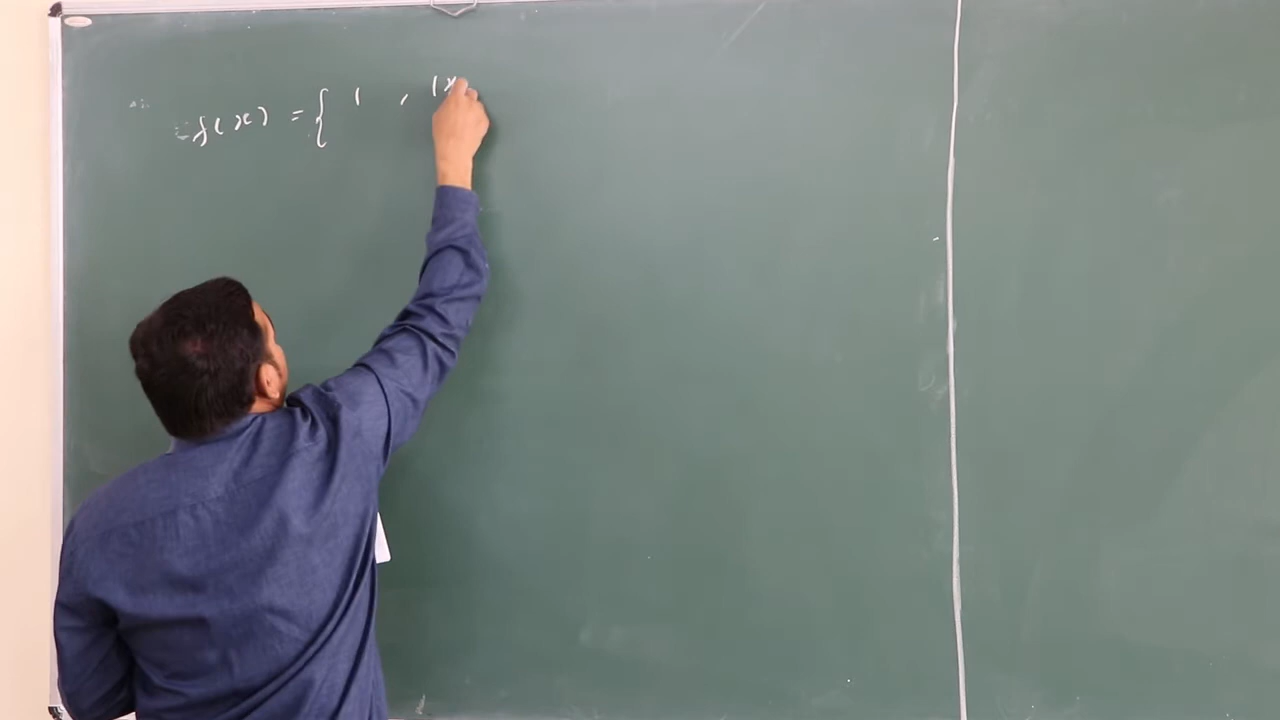 f(x) = { 1 , |x